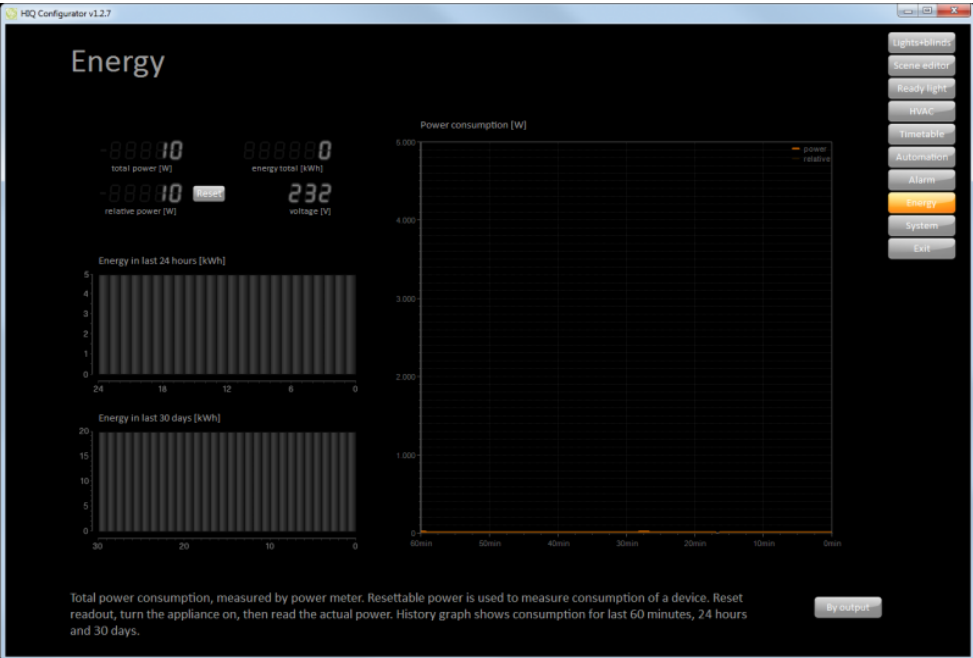 HIQ Configurator v1.2.7
Energy
10
total power [W]
0
energy total [kWh]
10
relative power [W]
Reset
232
voltage [V]
Energy in last 24 hours [kWh]
5
4
3
2
1
0
24 18 12 6 0
Energy in last 30 days [kWh]
20
15
10
5
0
30 20 10 0
Power consumption [W]
power
relative
5.000
4.000
3.000
2.000
1.000
0
60min 50min 40min 30min 20min 10min 0min
Lights+blinds
Scene editor
Ready light
HVAC
Timetable
Automation
Alarm
Energy
System
Exit
Total power consumption, measured by power meter. Resettable power is used to measure consumption of a device. Reset
readout, turn the appliance on, then read the actual power. History graph shows consumption for last 60 minutes, 24 hours
and 30 days.
By output